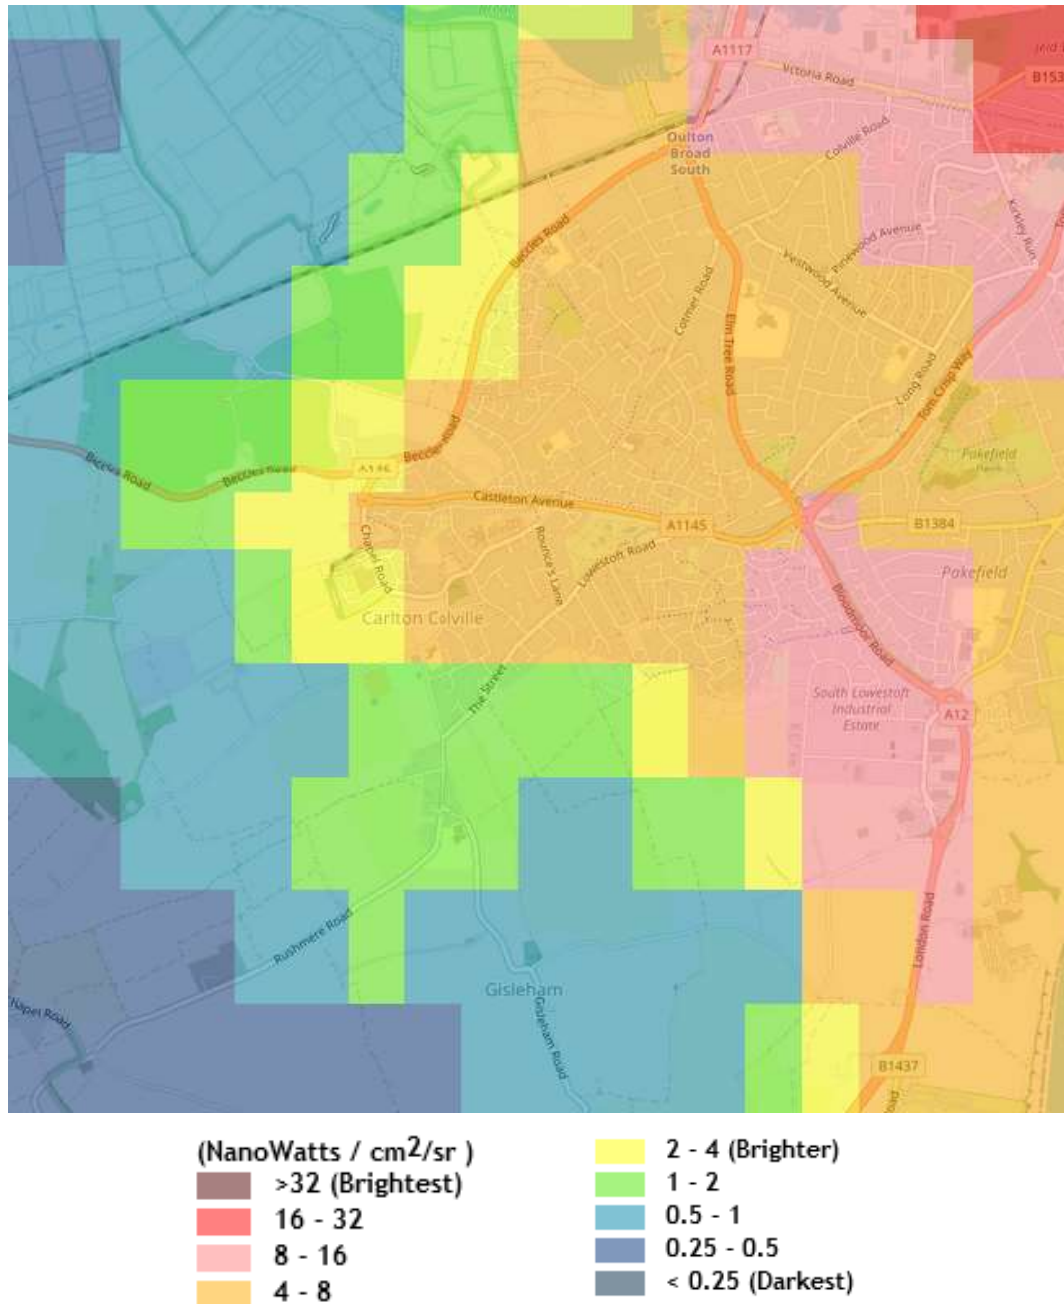 A1117
Victoria Road
B153
Oulton
Broad
South
Colville Road
Kirkley Run
Pinewood Avenue
Westwood Avenue
Beccles Road
Cotmer Road
Elm Tree Road
Long Road
Tom Crisp Way
Pakefield
Park
Beccles Road
Beccles Road
A146
Beccles Road
Castleton Avenue
A1145
B1384
Chapel Road
Rounce's Lane
Lowestoft Road
Pakefield
Carlton Colville
Bloodmoor Road
The Street
South Lowestoft
Industrial
Estate
A12
Rushmere Road
London Road
Gisleham
Gisleham Road
hapel Road
B1437
oad
(NanoWatts / cm2/sr )
>32 (Brightest)
16 - 32
8 - 16
4 - 8
2 - 4 (Brighter)
1 - 2
0.5 - 1
0.25 - 0.5
< 0.25 (Darkest)